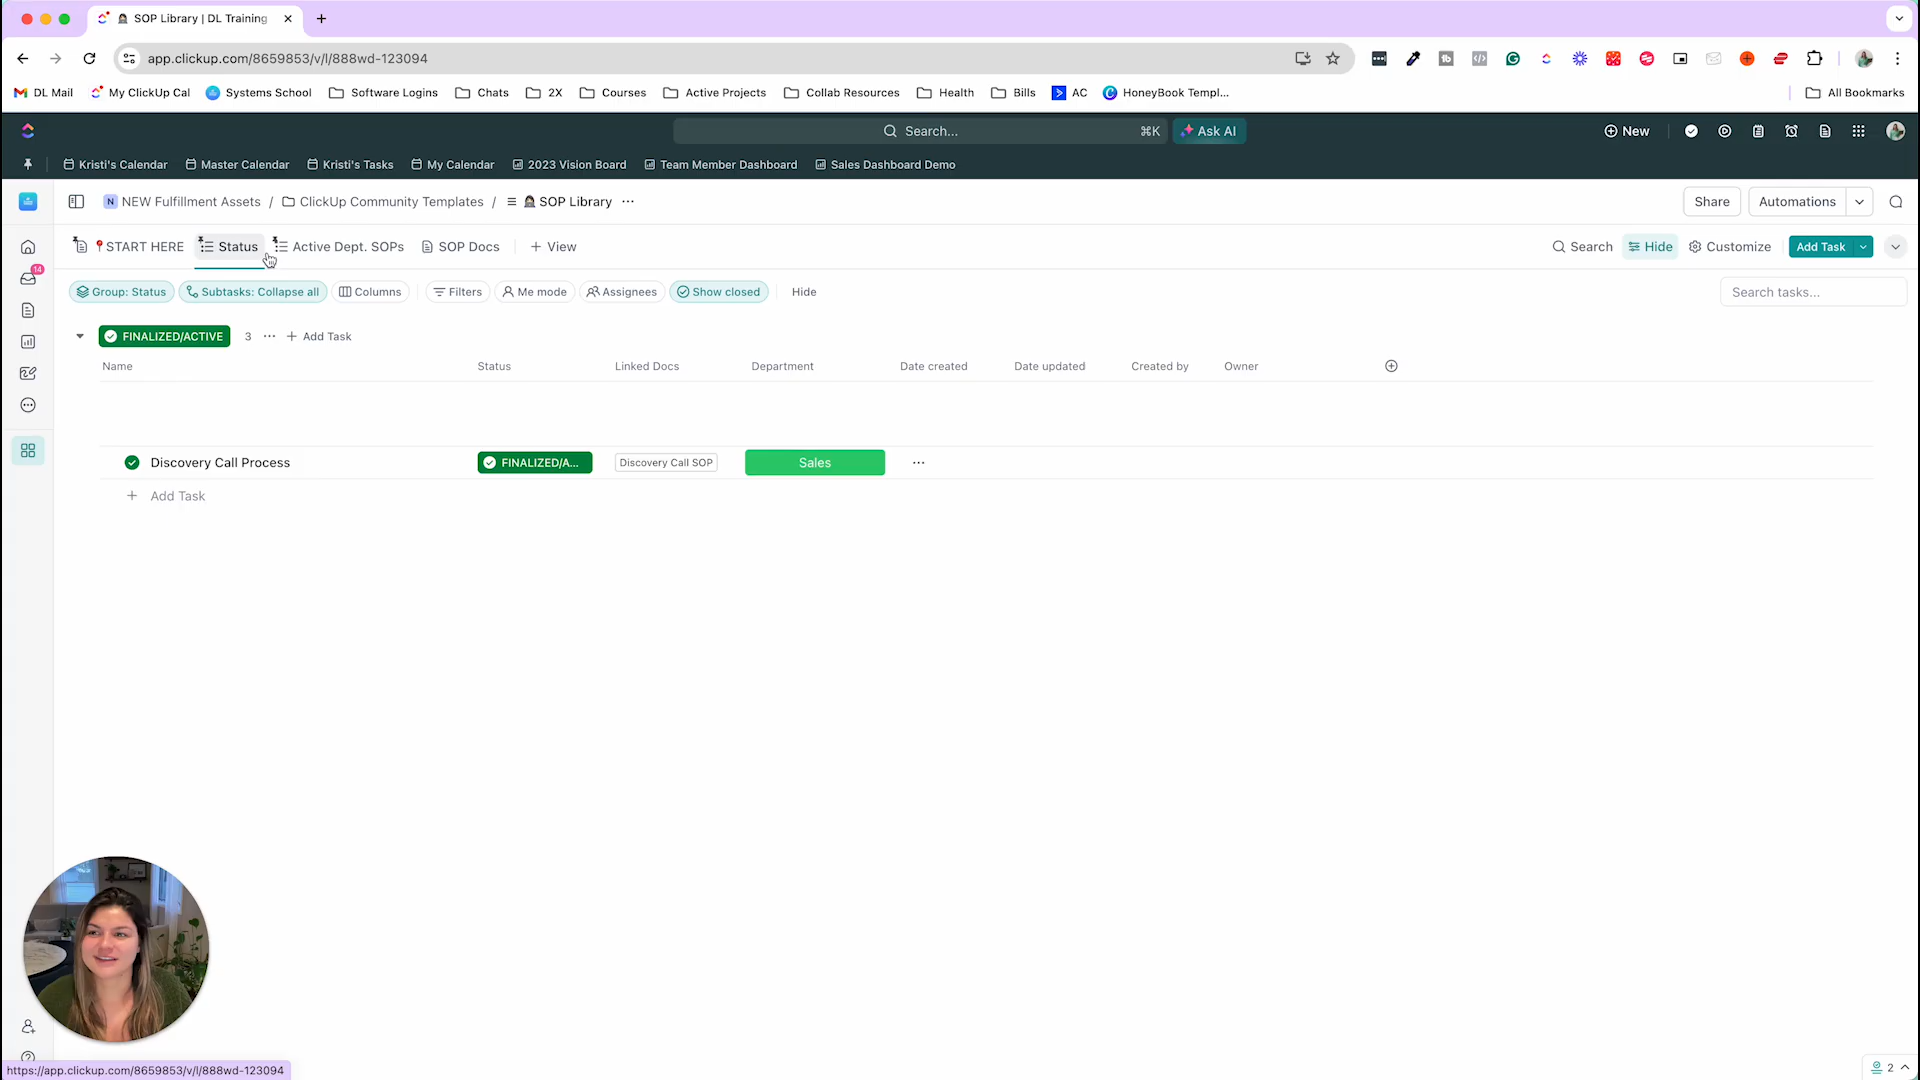 SOP Library | DL Training
app.clickup.com/8659853/v/l/888wd-123094
DL Mail My ClickUp Cal Systems School Software Logins Chats 2X Courses Active Projects Collab Resources Health Bills AC HoneyBook Templ... All Bookmarks
Search... ⌘K Ask AI New
Kristi's Calendar Master Calendar Kristi's Tasks My Calendar 2023 Vision Board Team Member Dashboard Sales Dashboard Demo
N NEW Fulfillment Assets / ClickUp Community Templates / SOP Library ... Share Automations
START HERE Status Active Dept. SOPs SOP Docs + View Search Hide Customize Add Task
14
Group: Status Subtasks: Collapse all Columns Filters Me mode Assignees Show closed Hide Search tasks...
FINALIZED/ACTIVE 3 ... + Add Task
Name Status Linked Docs Department Date created Date updated Created by Owner
Discovery Call Process FINALIZED/A... Discovery Call SOP Sales ...
+ Add Task
https://app.clickup.com/8659853/v/l/888wd-123094
2